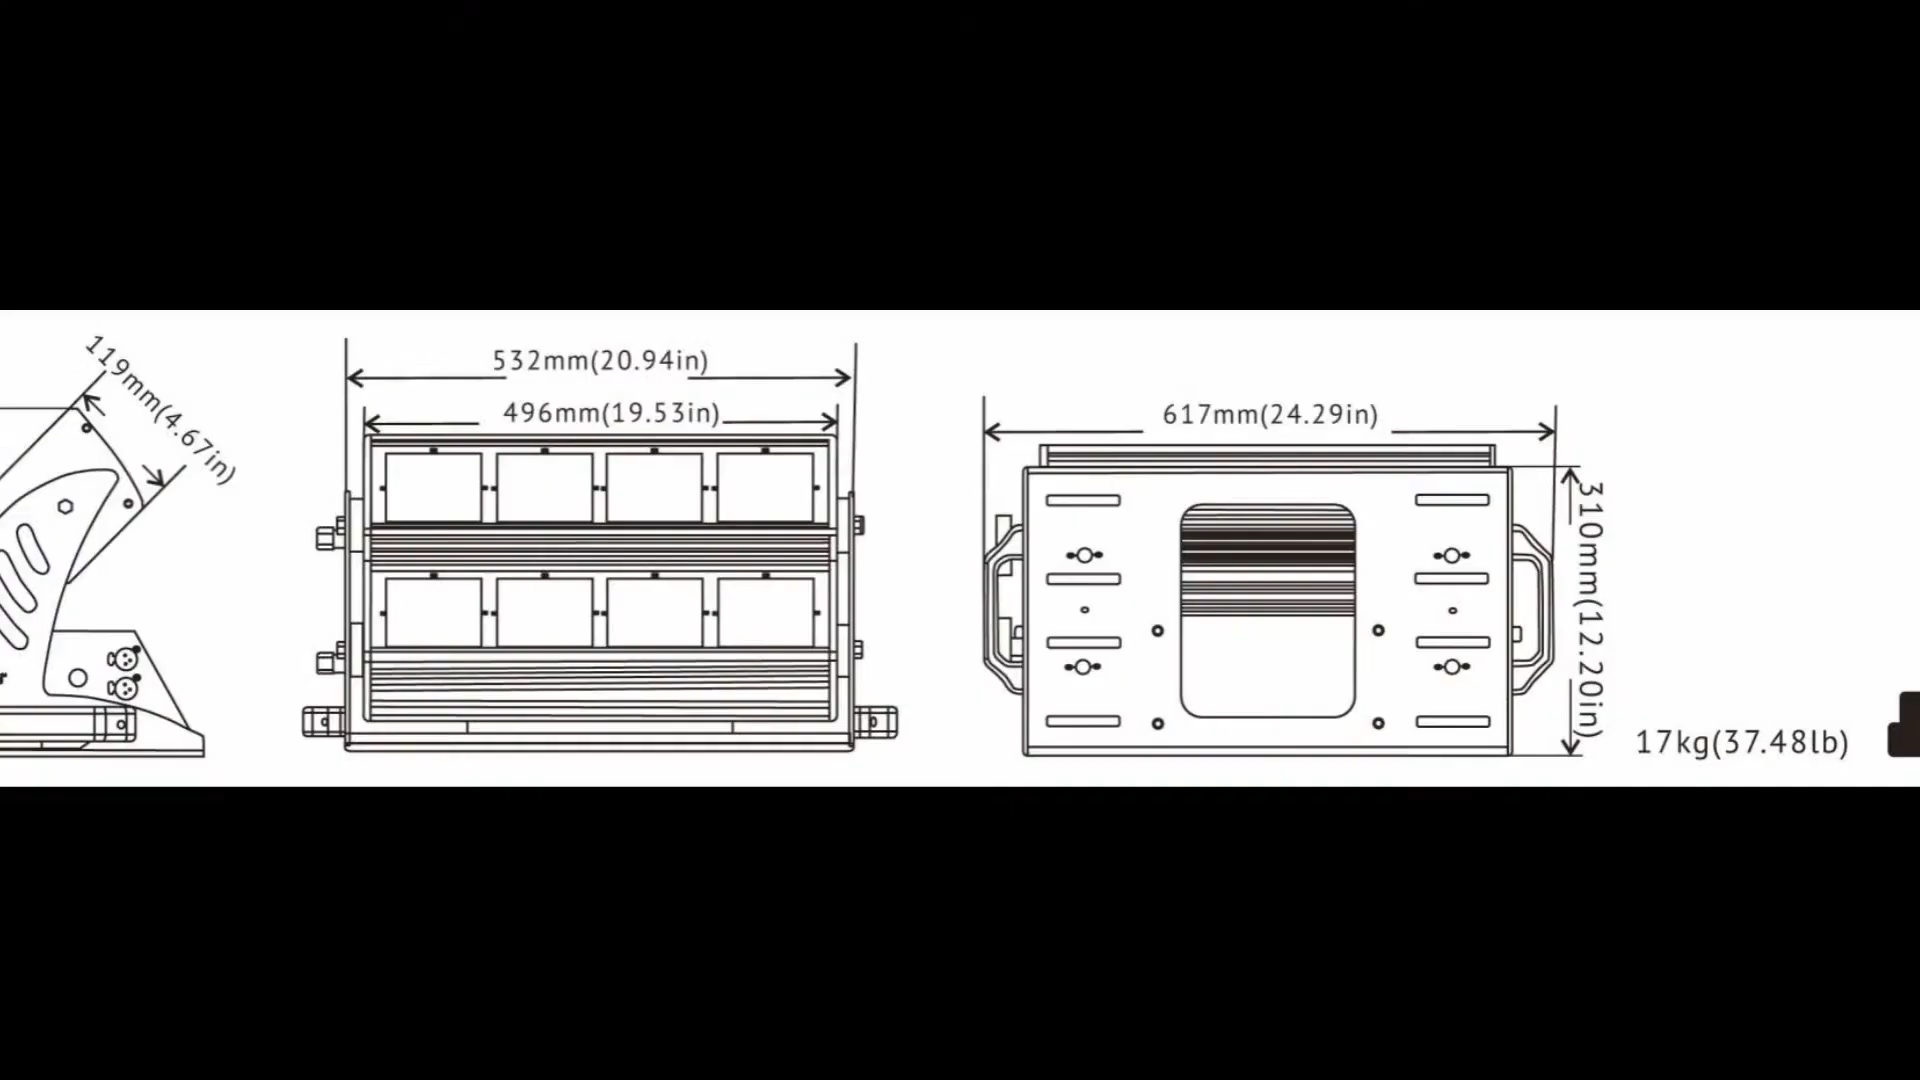 119mm(4.67in)
532mm(20.94in)
496mm(19.53in)
617mm(24.29in)
310mm(12.20in)
17kg(37.48lb)